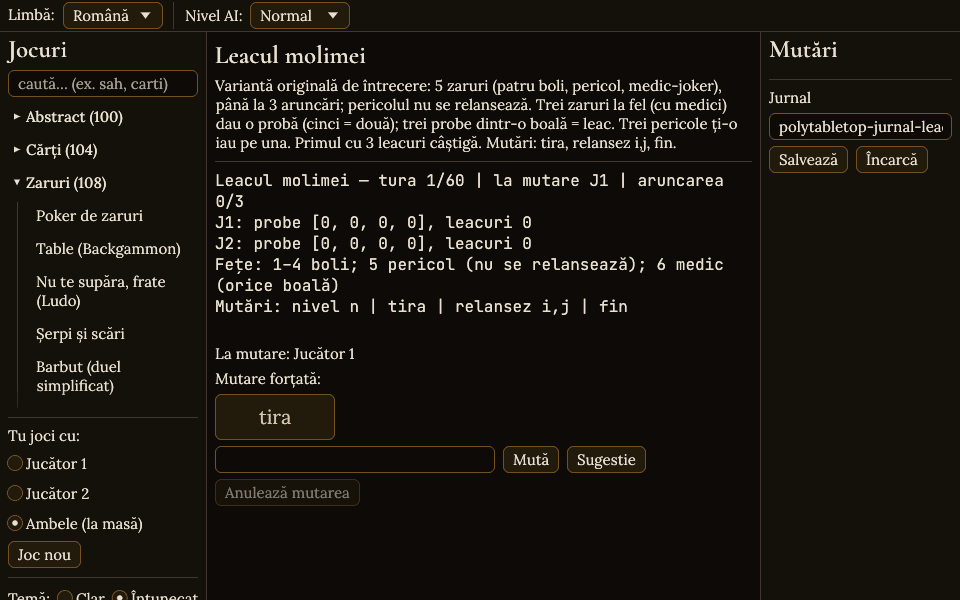 Limbă: Română ▼ Nivel AI: Normal ▼
Jocuri
caută... (ex. sah, carti)
▸ Abstract (100)
▸ Cărți (104)
▾ Zaruri (108)
Poker de zaruri
Table (Backgammon)
Nu te supăra, frate
(Ludo)
Șerpi și scări
Barbut (duel
simplificat)
Tu joci cu:
Jucător 1
Jucător 2
Ambele (la masă)
Joc nou
Temă: Clar Întunecat
Leacul molimei
Variantă originală de întrecere: 5 zaruri (patru boli, pericol, medic-joker),
până la 3 aruncări; pericolul nu se relansează. Trei zaruri la fel (cu medici)
dau o probă (cinci = două); trei probe dintr-o boală = leac. Trei pericole ți-o
iau pe una. Primul cu 3 leacuri câștigă. Mutări: tira, relansez i,j, fin.
Leacul molimei — tura 1/60 | la mutare J1 | aruncarea
0/3
J1: probe [0, 0, 0, 0], leacuri 0
J2: probe [0, 0, 0, 0], leacuri 0
Fețe: 1–4 boli; 5 pericol (nu se relansează); 6 medic
(orice boală)
Mutări: nivel n | tira | relansez i,j | fin
La mutare: Jucător 1
Mutare forțată:
tira
Mută Sugestie
Anulează mutarea
Mutări
Jurnal
polytabletop-jurnal-lea
Salvează Încarcă